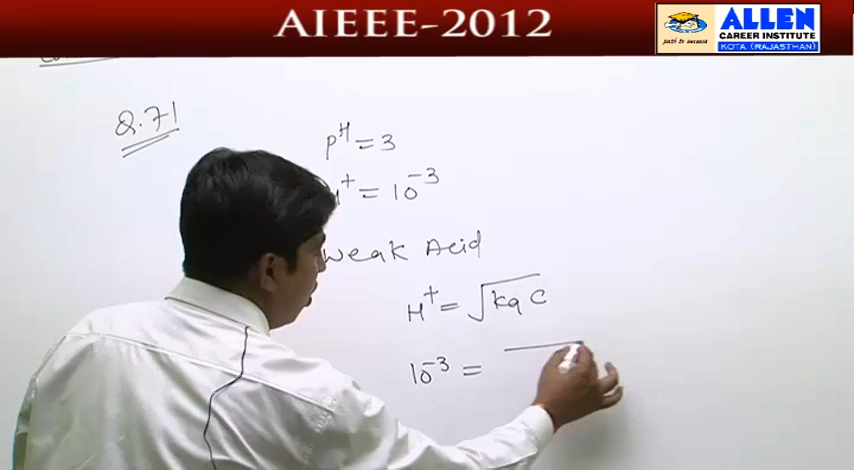 AIEEE-2012
path to success
ALLEN
CAREER INSTITUTE
KOTA (RAJASTHAN)
Q.71
pH = 3
H+ = 10-3
Weak Acid
H+ = √Ka C
10-3 =